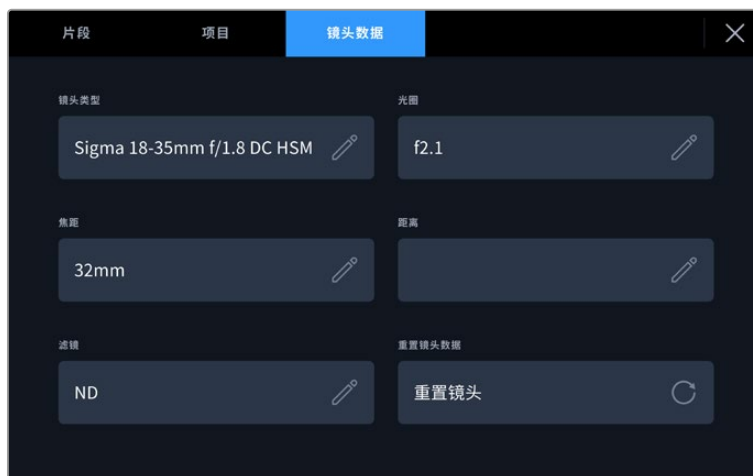 片段 项目 镜头数据
镜头类型 光圈
Sigma 18-35mm f/1.8 DC HSM f2.1
焦距 距离
32mm
滤镜 重置镜头数据
ND 重置镜头